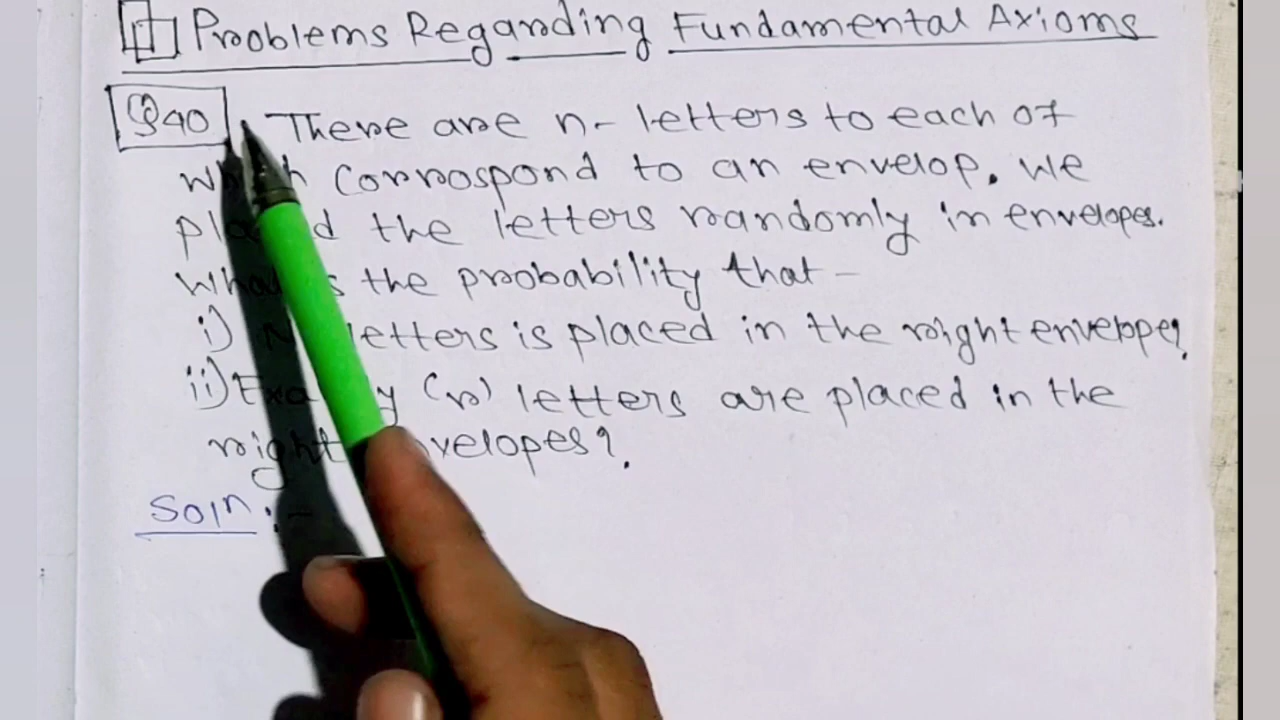 Problems Regarding Fundamental Axioms
Q40 There are n- letters to each of
correspond to an envelop. We
the letters randomly in envelopes.
the probability that -
i) letters is placed in the right envelope?
ii) (r) letters are placed in the
right envelopes?
Soln :-